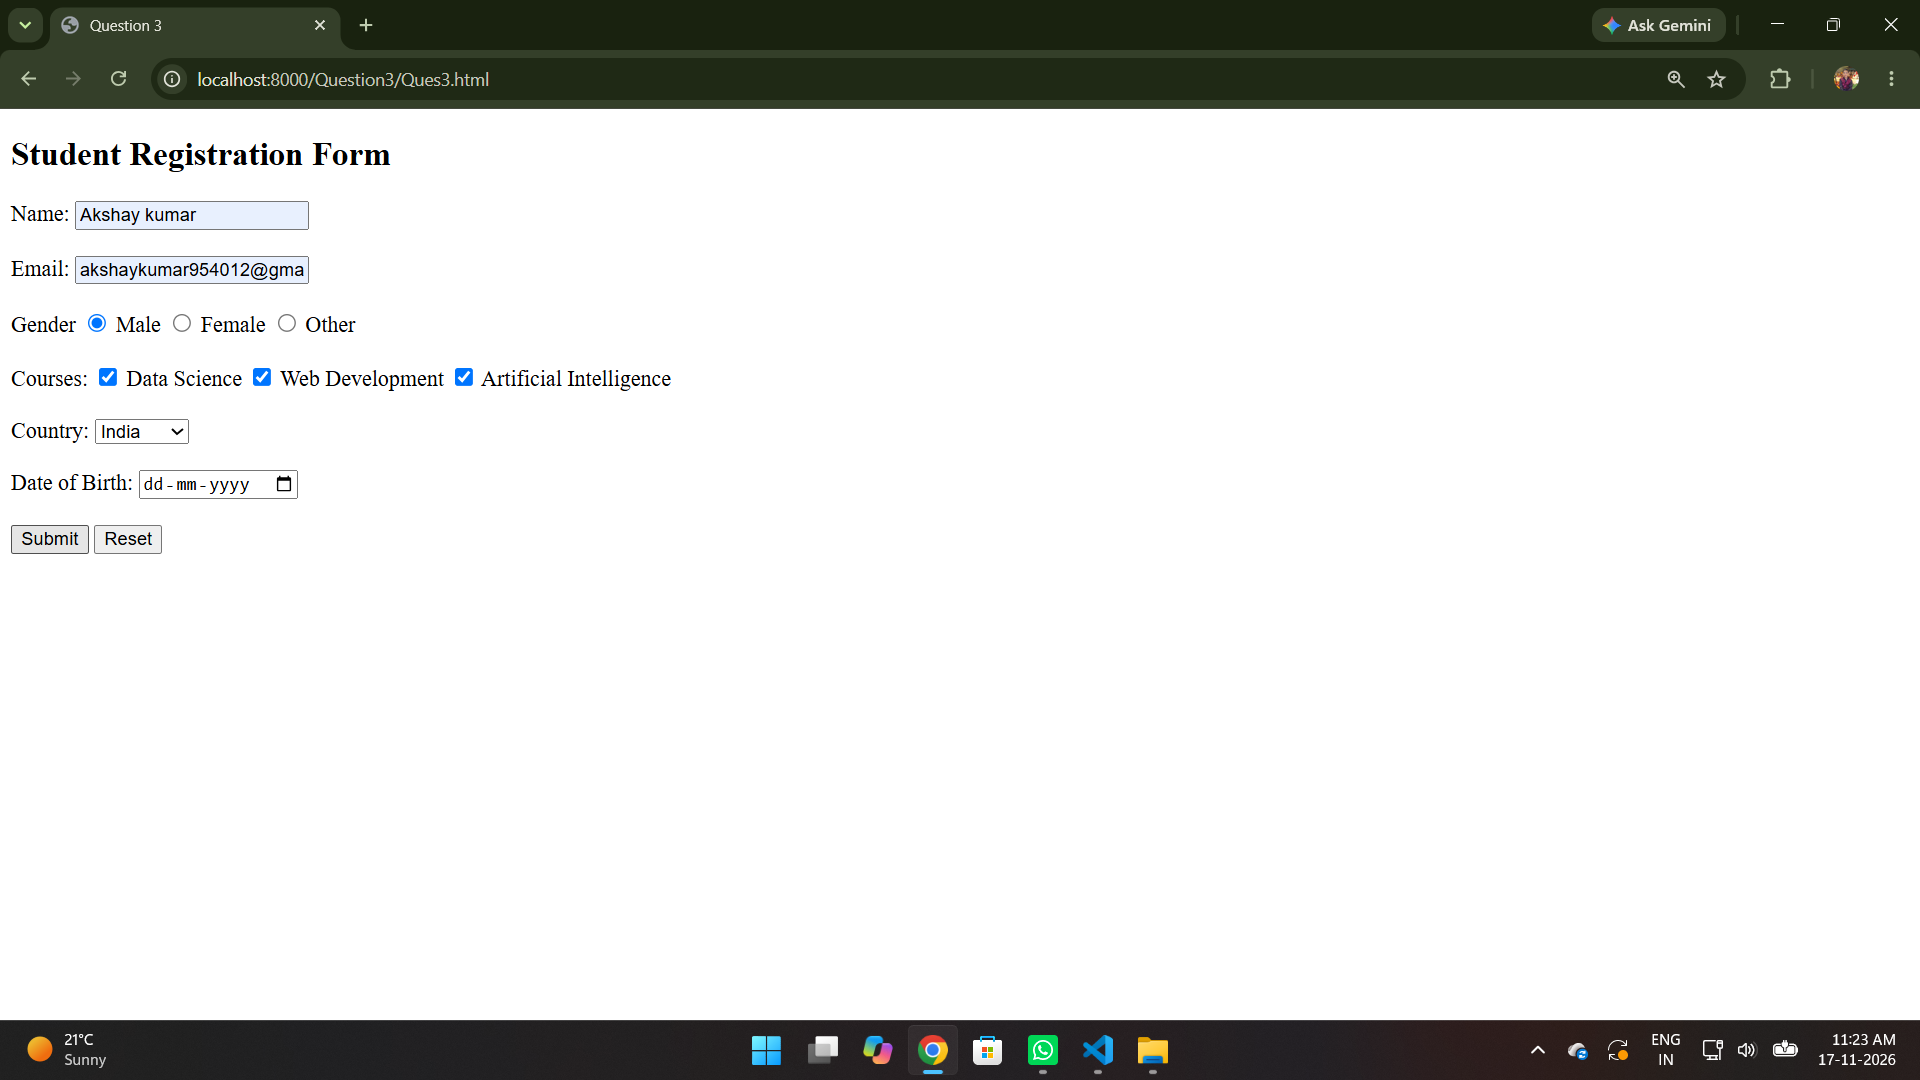 Question 3
Ask Gemini
localhost:8000/Question3/Ques3.html
Student Registration Form
Name: Akshay kumar
Email: akshaykumar954012@gma
Gender Male Female Other
Courses: Data Science Web Development Artificial Intelligence
Country: India
Date of Birth: dd-mm-yyyy
Submit Reset
21°C
Sunny
ENG
IN
11:23 AM
17-11-2026